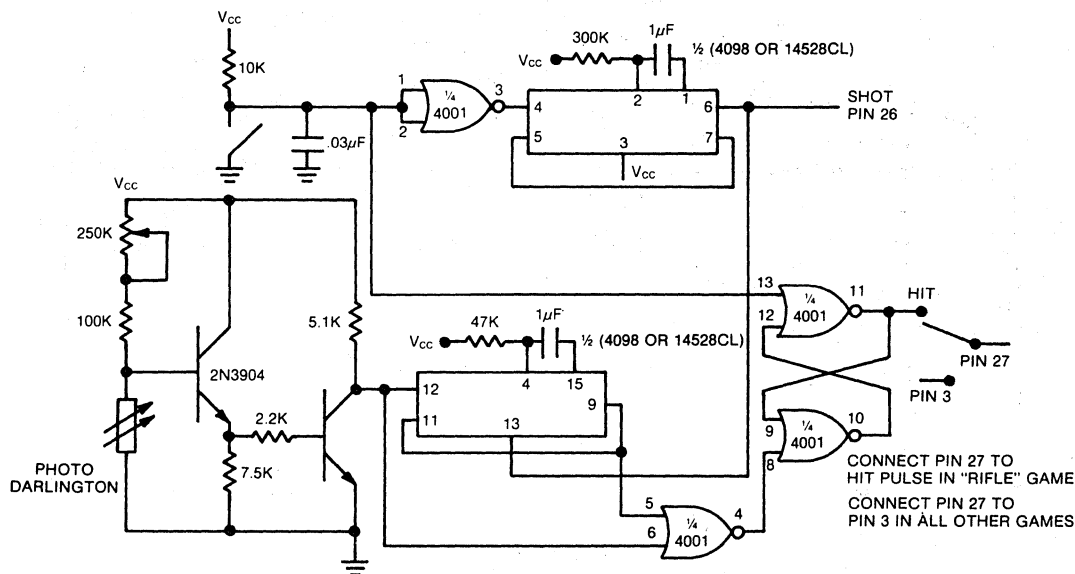 Vcc
10K
.03µF
1
2
¼
4001
3
300K
1µF
½ (4098 OR 14528CL)
Vcc
2
1
4
5
3
6
7
Vcc
SHOT
PIN 26
Vcc
250K
100K
PHOTO
DARLINGTON
2N3904
2.2K
7.5K
5.1K
47K
1µF
½ (4098 OR 14528CL)
Vcc
4
15
12
11
13
9
5
6
¼
4001
4
13
12
¼
4001
11
HIT
PIN 27
PIN 3
9
8
¼
4001
10
CONNECT PIN 27 TO
HIT PULSE IN "RIFLE" GAME
CONNECT PIN 27 TO
PIN 3 IN ALL OTHER GAMES